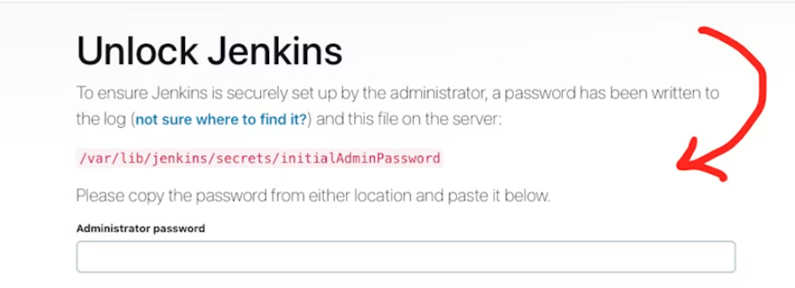 Unlock Jenkins
To ensure Jenkins is securely set up by the administrator, a password has been written to
the log (not sure where to find it?) and this file on the server:
/var/lib/jenkins/secrets/initialAdminPassword
Please copy the password from either location and paste it below.
Administrator password